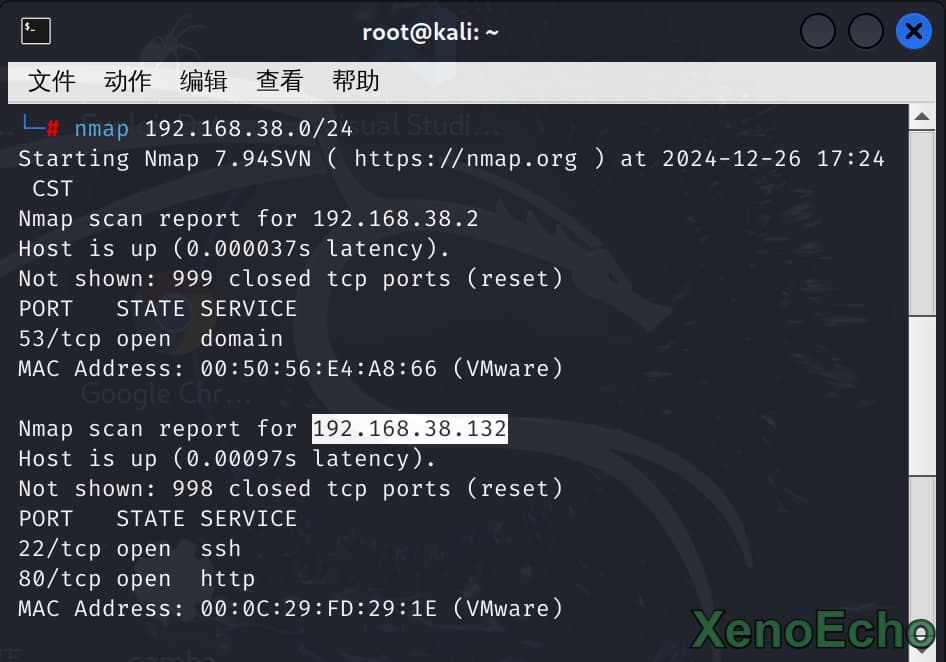 root@kali: ~
文件 动作 编辑 查看 帮助
└─# nmap 192.168.38.0/24
Starting Nmap 7.94SVN ( https://nmap.org ) at 2024-12-26 17:24
CST
Nmap scan report for 192.168.38.2
Host is up (0.000037s latency).
Not shown: 999 closed tcp ports (reset)
PORT   STATE SERVICE
53/tcp open  domain
MAC Address: 00:50:56:E4:A8:66 (VMware)
Google Chr...
Nmap scan report for 192.168.38.132
Host is up (0.00097s latency).
Not shown: 998 closed tcp ports (reset)
PORT   STATE SERVICE
22/tcp open  ssh
80/tcp open  http
MAC Address: 00:0C:29:FD:29:1E (VMware)
XenoEcho